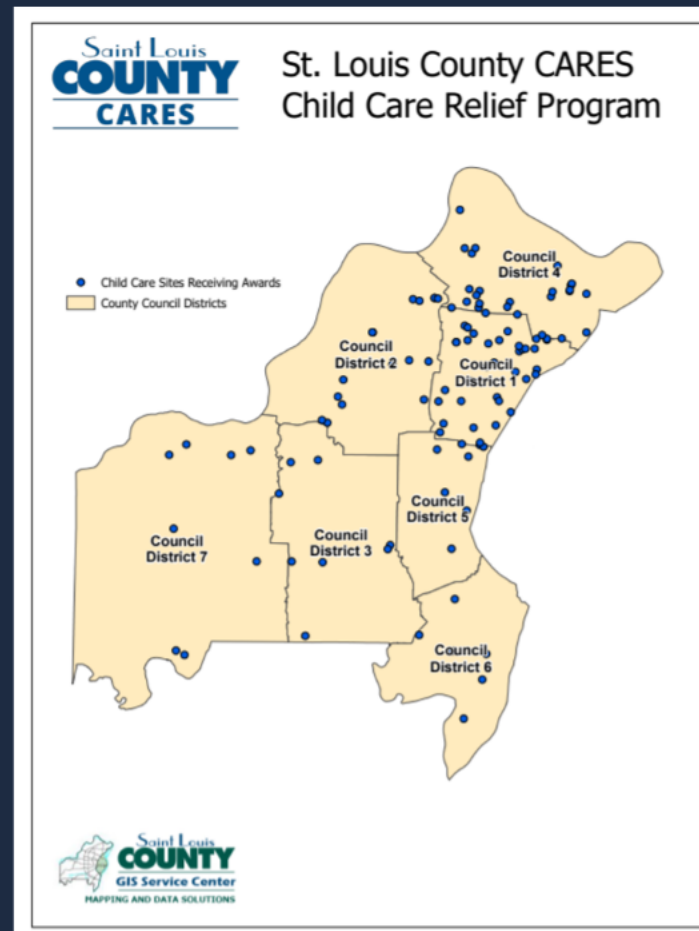 Saint Louis
COUNTY
CARES
St. Louis County CARES
Child Care Relief Program
Child Care Sites Receiving Awards
County Council Districts
Council
District 4
Council
District 2
Council
District 1
Council
District 5
Council
District 7
Council
District 3
Council
District 6
Saint Louis
COUNTY
GIS Service Center
MAPPING AND DATA SOLUTIONS